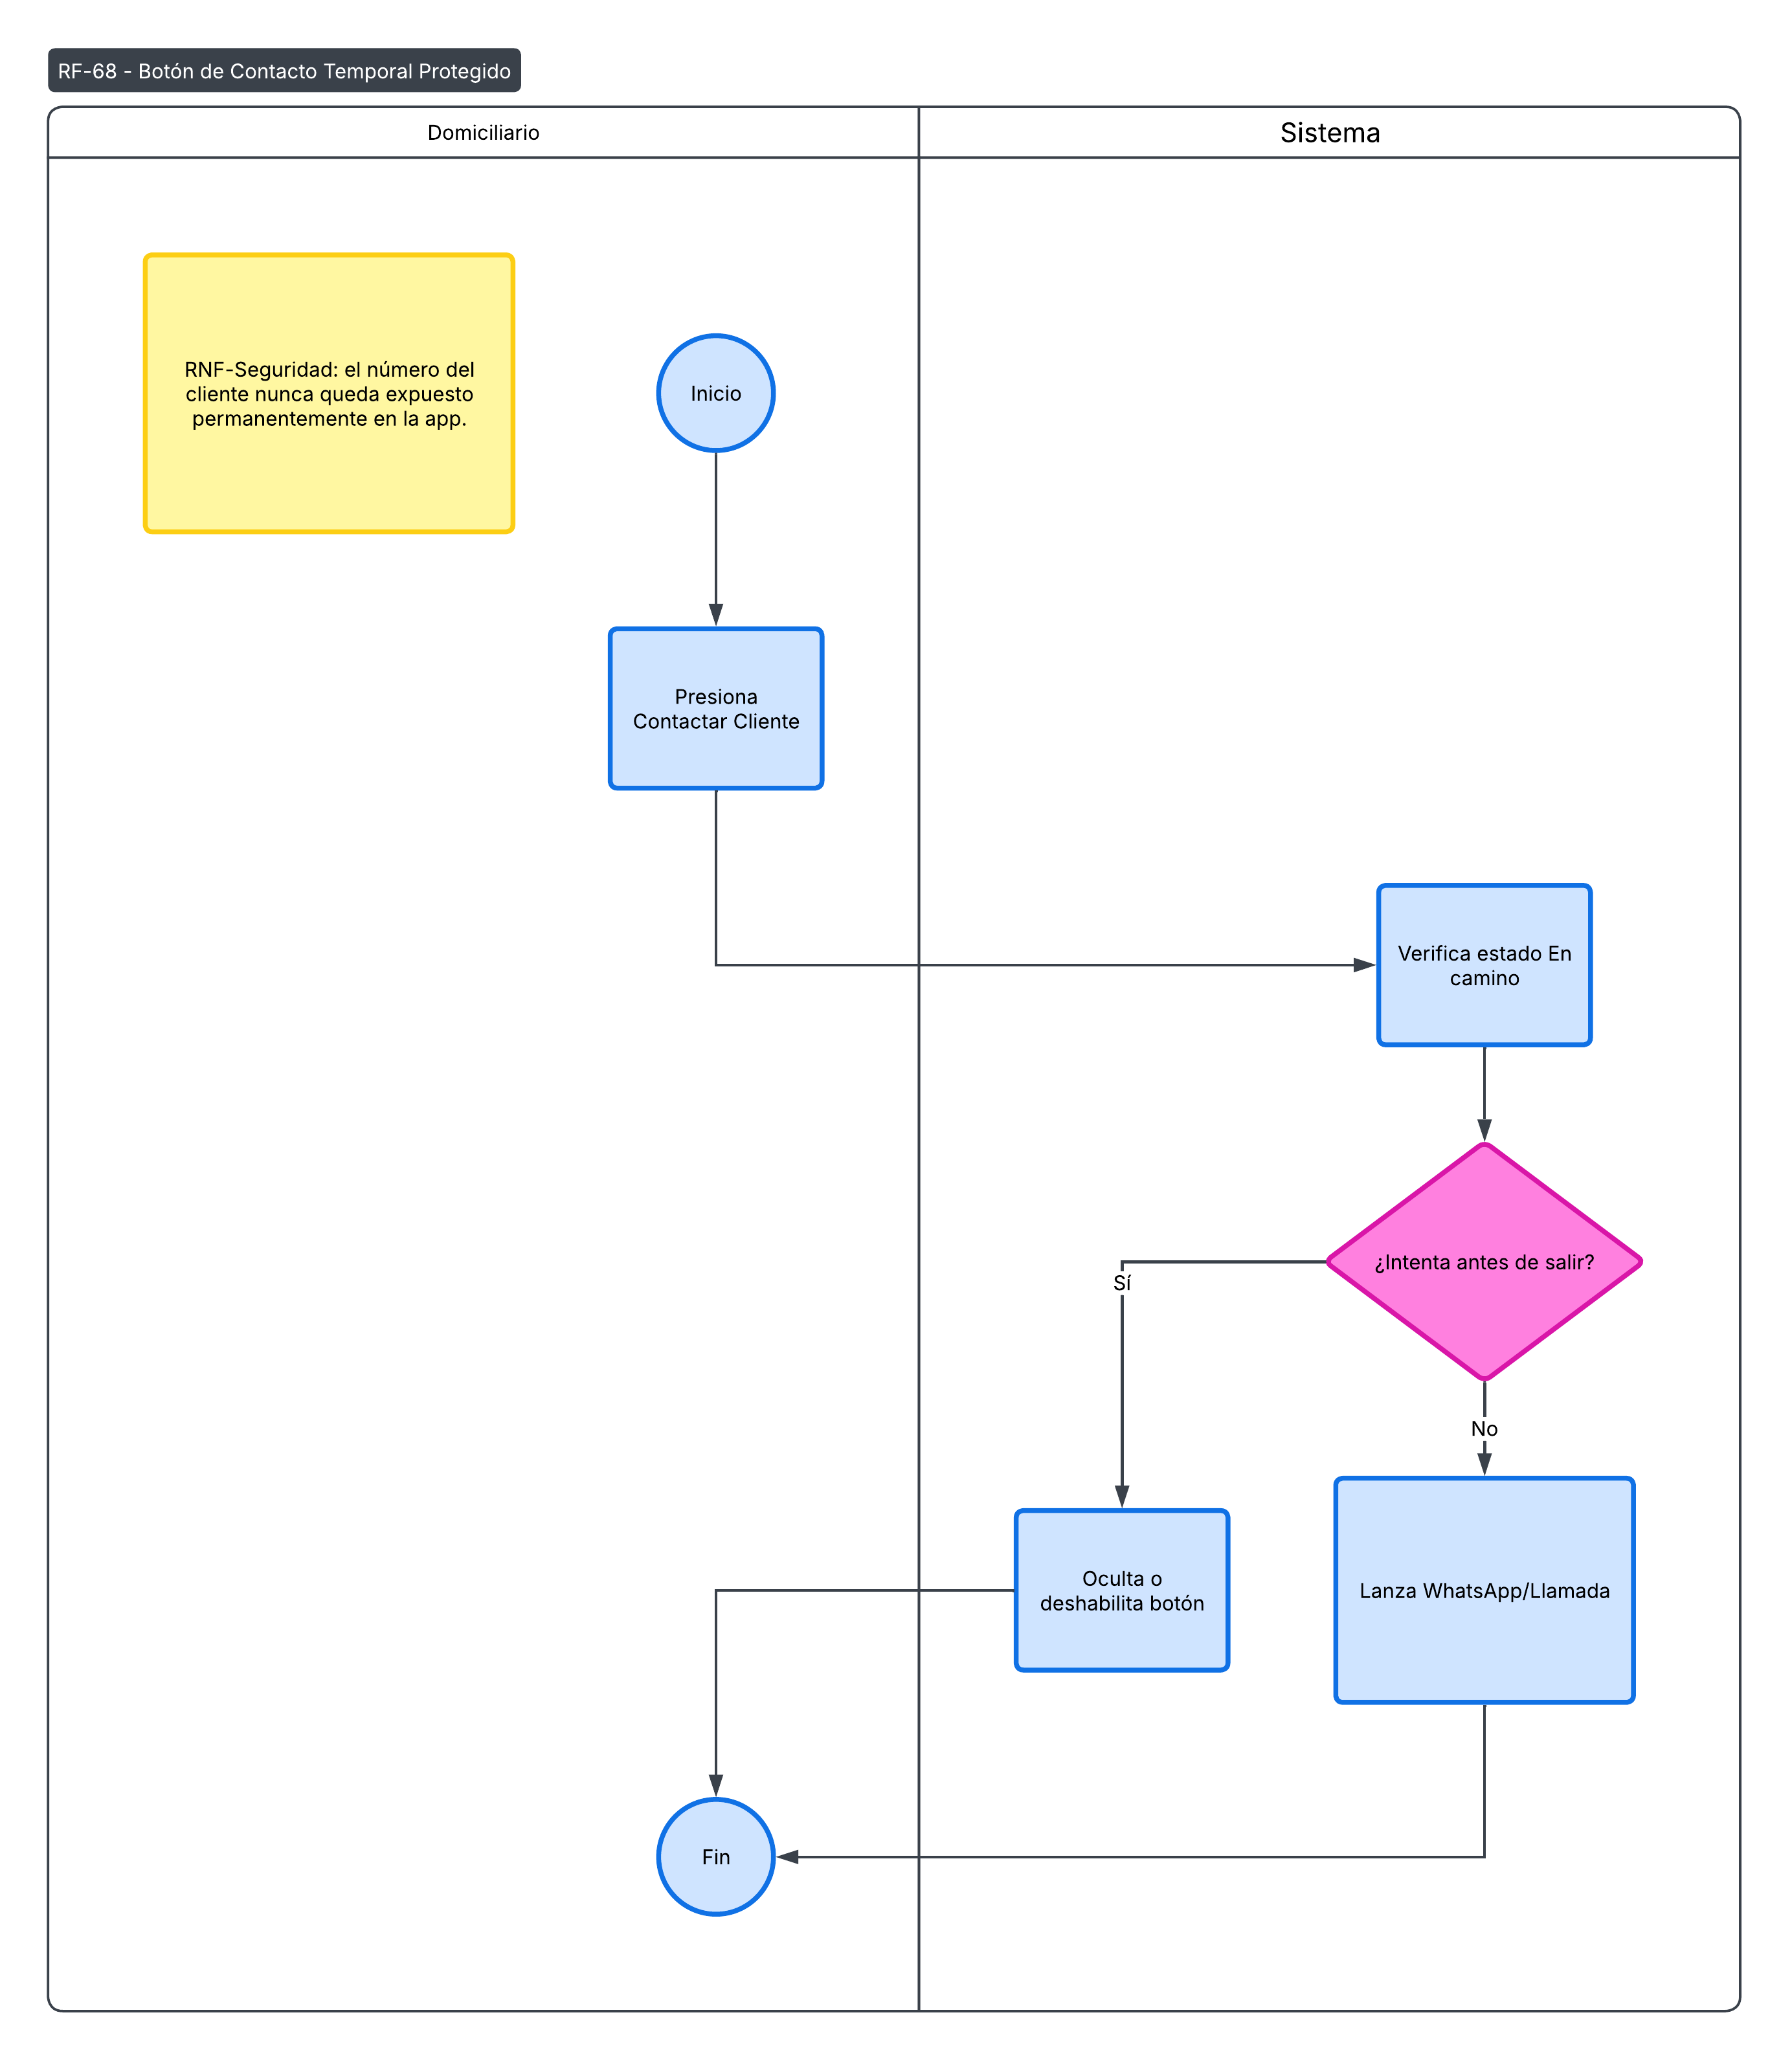 RF-68 - Botón de Contacto Temporal Protegido
Domiciliario
Sistema
RNF-Seguridad: el número del
cliente nunca queda expuesto
permanentemente en la app.
Inicio
Presiona
Contactar Cliente
Verifica estado En
camino
¿Intenta antes de salir?
Sí
No
Oculta o
deshabilita botón
Lanza WhatsApp/Llamada
Fin